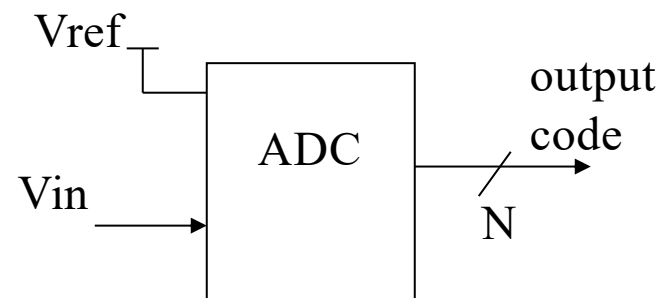 Vref
output
code
ADC
Vin
N